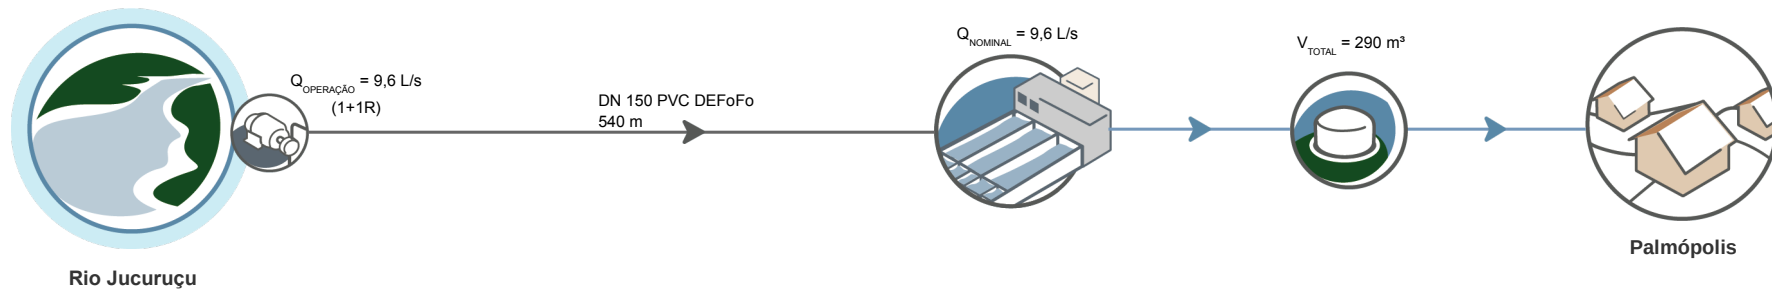 Q OPERAÇÃO = 9,6 L/s
(1+1R)
DN 150 PVC DEFoFo
540 m
Q NOMINAL = 9,6 L/s
V TOTAL = 290 m³
Rio Jucuruçu
Palmópolis